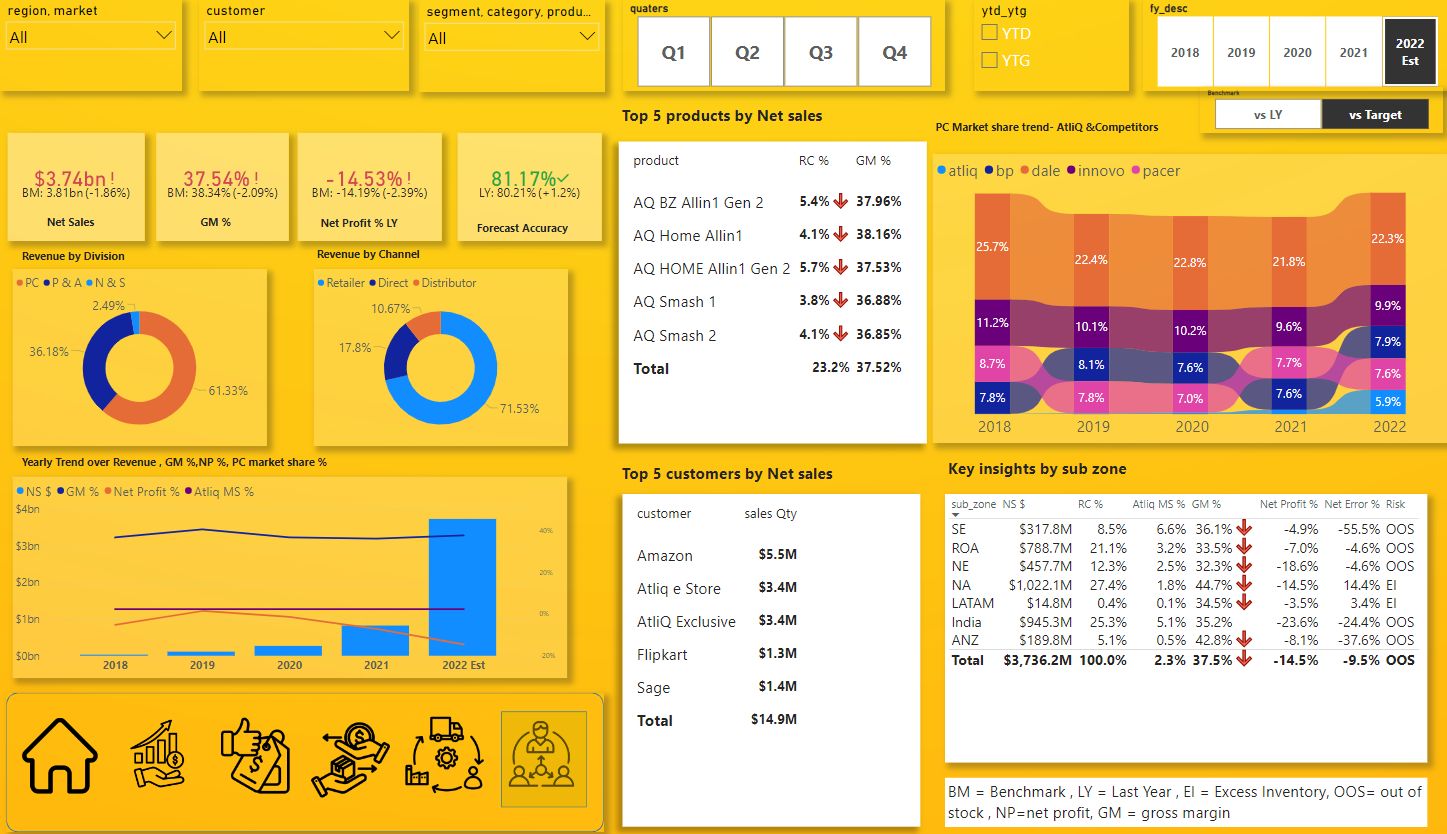 region, market
All
customer
All
segment, category, produ...
All
quaters
Q1 Q2 Q3 Q4
ytd_ytg
YTD
YTG
fy_desc
2018 2019 2020 2021 2022 Est
Benchmark
vs LY vs Target
$3.74bn !
BM: 3.81bn (-1.86%)
Net Sales
37.54% !
BM: 38.34% (-2.09%)
GM %
-14.53% !
BM: -14.19% (-2.39%)
Net Profit % LY
81.17%✓
LY: 80.21% (+1.2%)
Forecast Accuracy
Revenue by Division
PC P & A N & S
2.49%
36.18%
61.33%
Revenue by Channel
Retailer Direct Distributor
10.67%
17.8%
71.53%
Top 5 products by Net sales
product RC % GM %
AQ BZ Allin1 Gen 2 5.4% 37.96%
AQ Home Allin1 4.1% 38.16%
AQ HOME Allin1 Gen 2 5.7% 37.53%
AQ Smash 1 3.8% 36.88%
AQ Smash 2 4.1% 36.85%
Total 23.2% 37.52%
PC Market share trend- AtliQ &Competitors
atliq bp dale innovo pacer
25.7% 22.4% 22.8% 21.8% 22.3%
11.2% 10.1% 10.2% 9.6% 9.9%
8.7% 8.1% 7.6% 7.7% 7.9%
7.8% 7.8% 7.0% 7.6% 7.6%
5.9%
2018 2019 2020 2021 2022
Yearly Trend over Revenue , GM %,NP %, PC market share %
NS $ GM % Net Profit % Atliq MS %
$4bn
$3bn
$2bn
$1bn
$0bn
40%
20%
0%
-20%
2018 2019 2020 2021 2022 Est
Top 5 customers by Net sales
customer sales Qty
Amazon $5.5M
Atliq e Store $3.4M
AtliQ Exclusive $3.4M
Flipkart $1.3M
Sage $1.4M
Total $14.9M
Key insights by sub zone
sub_zone NS $ RC % Atliq MS % GM % Net Profit % Net Error % Risk
SE $317.8M 8.5% 6.6% 36.1% -4.9% -55.5% OOS
ROA $788.7M 21.1% 3.2% 33.5% -7.0% -4.6% OOS
NE $457.7M 12.3% 2.5% 32.3% -18.6% -4.6% OOS
NA $1,022.1M 27.4% 1.8% 44.7% -14.5% 14.4% EI
LATAM $14.8M 0.4% 0.1% 34.5% -3.5% 3.4% EI
India $945.3M 25.3% 5.1% 35.2% -23.6% -24.4% OOS
ANZ $189.8M 5.1% 0.5% 42.8% -8.1% -37.6% OOS
Total $3,736.2M 100.0% 2.3% 37.5% -14.5% -9.5% OOS
BM = Benchmark , LY = Last Year , EI = Excess Inventory, OOS= out of
stock , NP=net profit, GM = gross margin